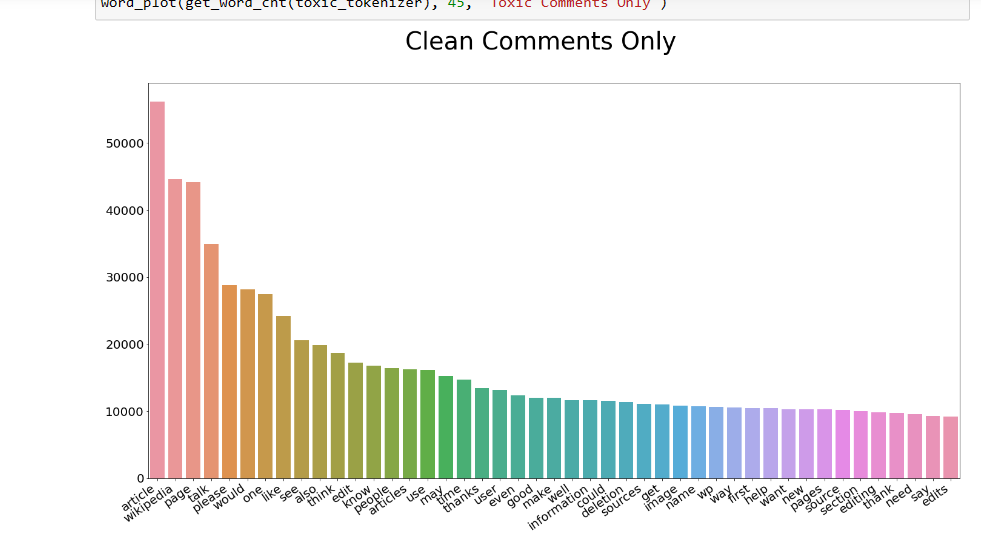 word_plot(get_word_cnt(toxic_tokenizer), 45, "Toxic Comments Only")
Clean Comments Only
50000
40000
30000
20000
10000
0
article
wikipedia
page
talk
please
would
one
like
see
also
think
edit
know
people
articles
use
may
time
thanks
user
even
good
make
well
information
could
deletion
sources
get
image
name
wp
way
first
help
want
new
pages
source
section
editing
thank
need
say
edits